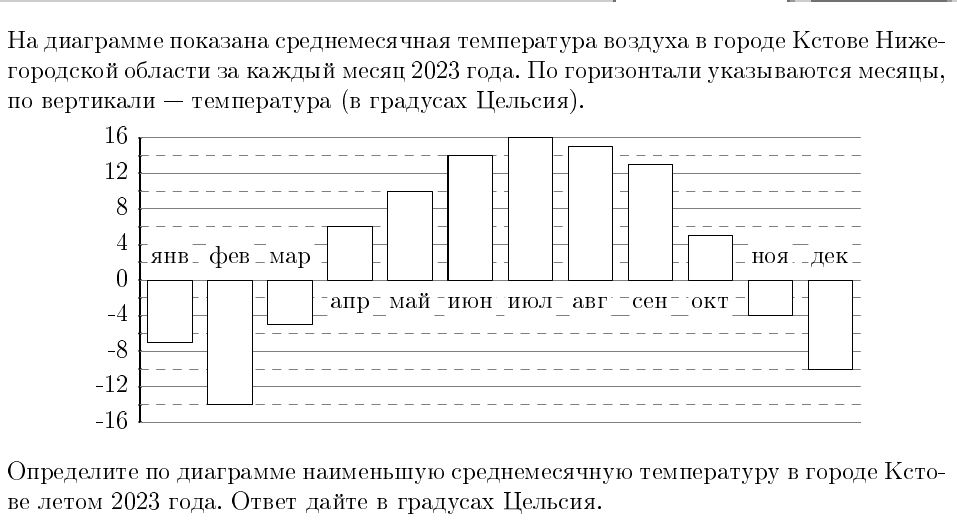 На диаграмме показана среднемесячная температура воздуха в городе Кстове Ниже-
городской области за каждый месяц 2023 года. По горизонтали указываются месяцы,
по вертикали — температура (в градусах Цельсия).
16
12
8
4
янв фев мар ноя дек
0
апр май июн июл авг сен окт
-4
-8
-12
-16
Определите по диаграмме наименьшую среднемесячную температуру в городе Ксто-
ве летом 2023 года. Ответ дайте в градусах Цельсия.